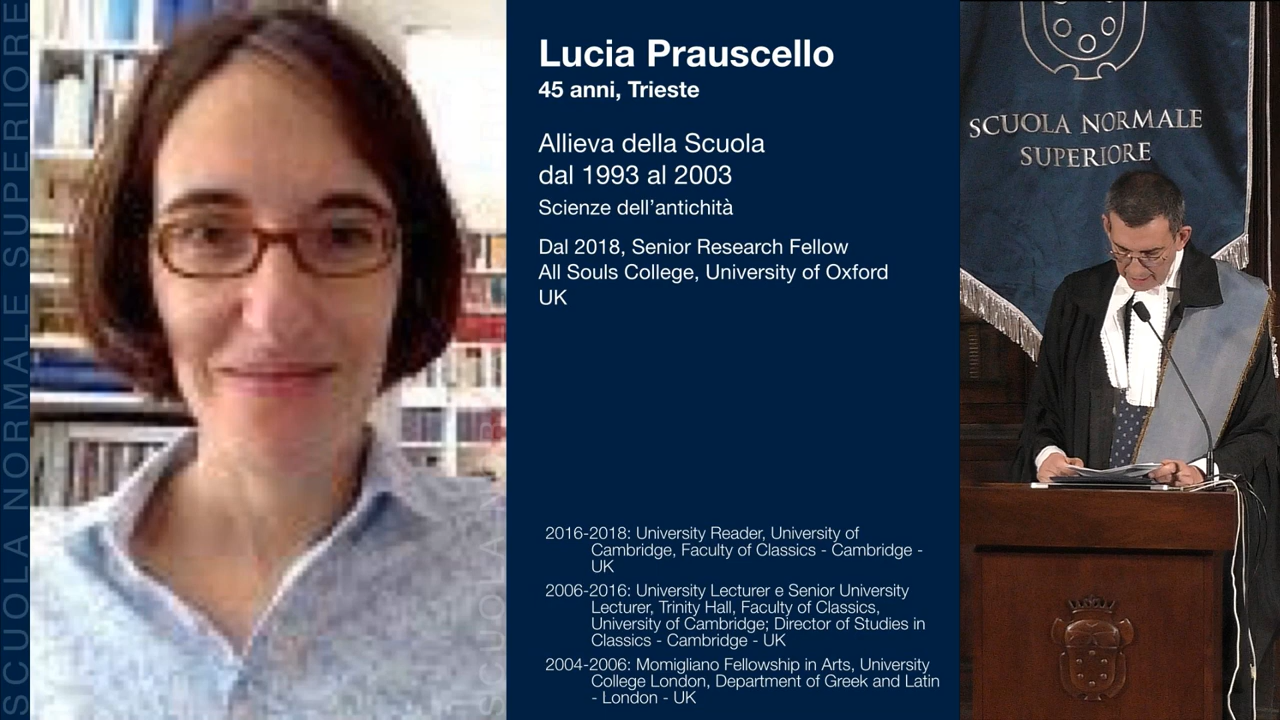 SCUOLA NORMALE SUPERIORE
Lucia Prauscello
45 anni, Trieste
Allieva della Scuola
dal 1993 al 2003
Scienze dell'antichità
Dal 2018, Senior Research Fellow
All Souls College, University of Oxford
UK
2016-2018: University Reader, University of
Cambridge, Faculty of Classics - Cambridge -
UK
2006-2016: University Lecturer e Senior University
Lecturer, Trinity Hall, Faculty of Classics,
University of Cambridge; Director of Studies in
Classics - Cambridge - UK
2004-2006: Momigliano Fellowship in Arts, University
College London, Department of Greek and Latin
- London - UK
SCUOLA NORMALE
SUPERIORE